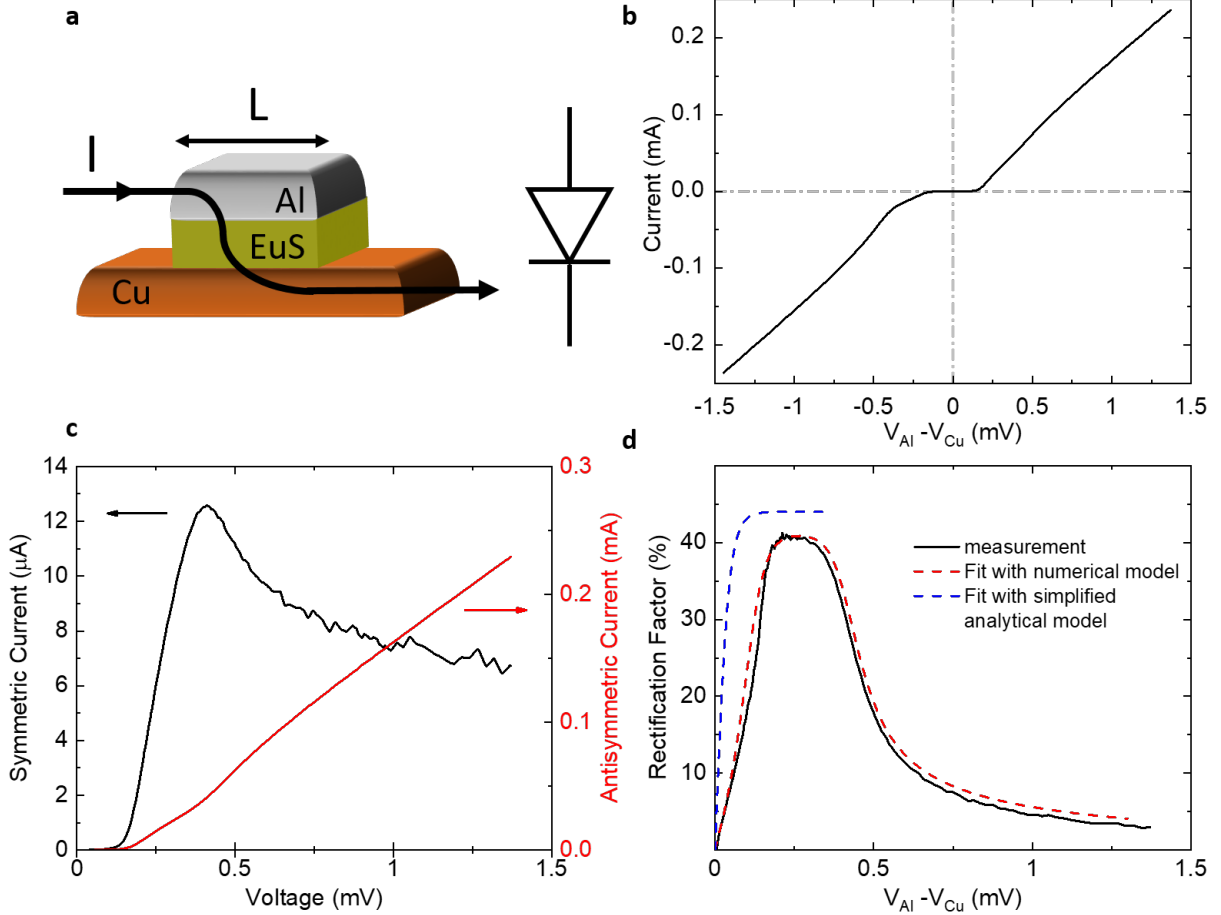 a
L
I
Al
EuS
Cu
b
Current (mA)
0.2
0.1
0.0
-0.1
-0.2
-1.5 -1 -0.5 0 0.5 1 1.5
V_Al -V_Cu (mV)
c
Symmetric Current (μA)
14
12
10
8
6
4
2
0
0 0.5 1 1.5
Voltage (mV)
0.3
0.2
0.1
0.0
Antisymmetric Current (mA)
d
Rectification Factor (%)
40
30
20
10
0 0.5 1 1.5
V_Al -V_Cu (mV)
measurement
Fit with numerical model
Fit with simplified
analytical model